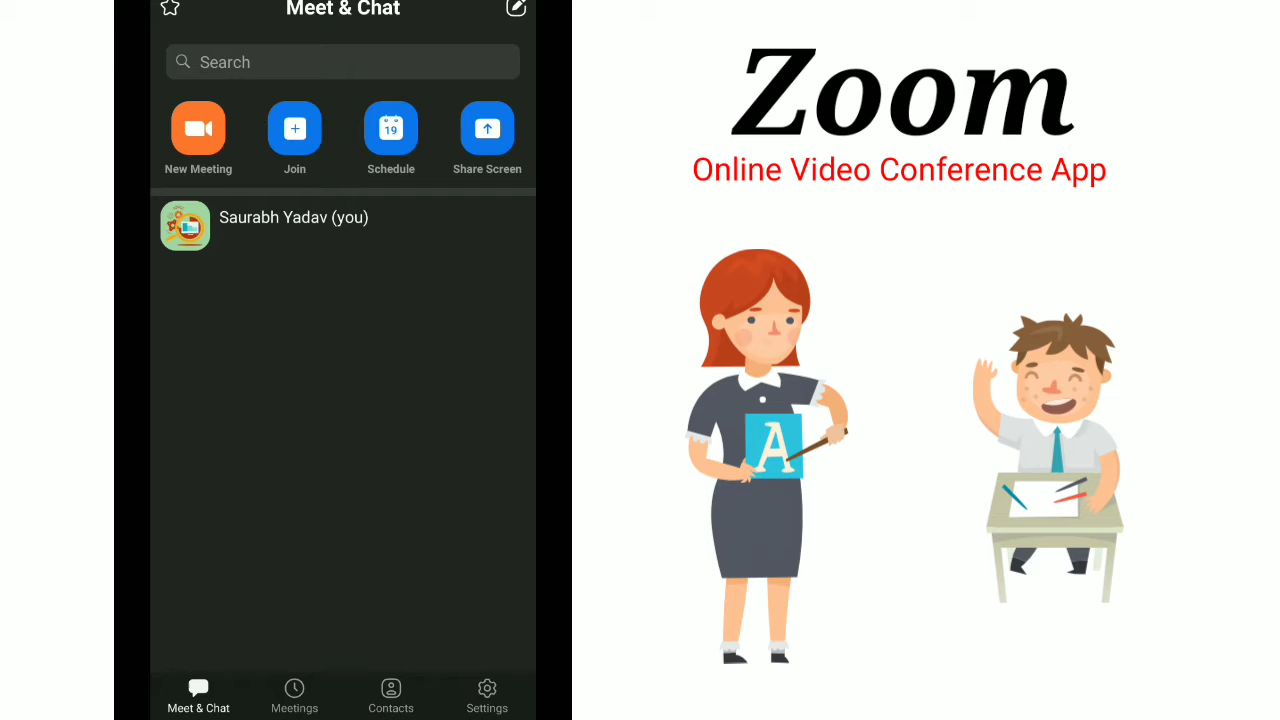 Meet & Chat
Search
19
New Meeting
Join
Schedule
Share Screen
Saurabh Yadav (you)
Meet & Chat
Meetings
Contacts
Settings
Zoom
Online Video Conference App
A